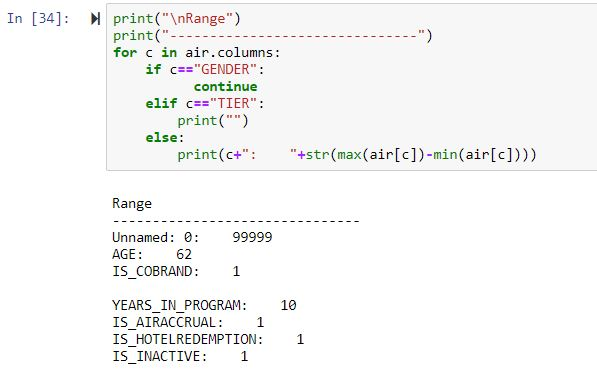 In [34]:
print("\nRange")
print("------------------------------")
for c in air.columns:
    if c=="GENDER":
          continue
    elif c=="TIER":
        print("")
    else:
        print(c+":    "+str(max(air[c])-min(air[c])))
Range
------------------------------
Unnamed: 0:    99999
AGE:    62
IS_COBRAND:    1
YEARS_IN_PROGRAM:    10
IS_AIRACCRUAL:    1
IS_HOTELREDEMPTION:    1
IS_INACTIVE:    1